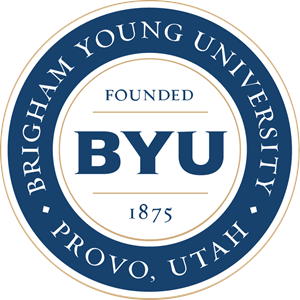 BRIGHAM YOUNG UNIVERSITY
FOUNDED
BYU
1875
• PROVO, UTAH •